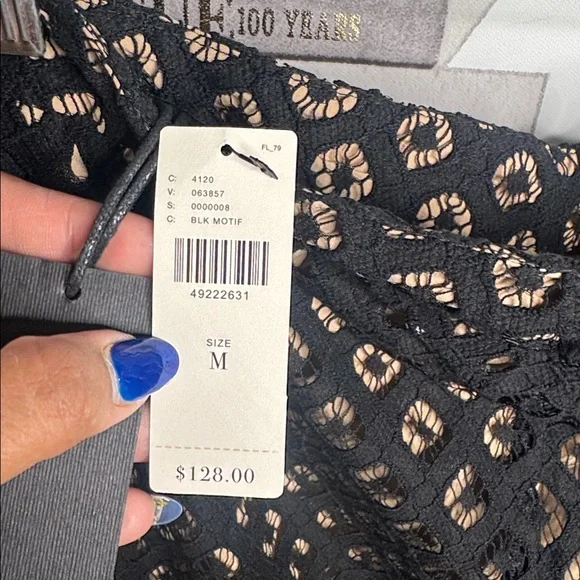 100 YEARS
FL_79
C: 4120
V: 063857
S: 0000008
C: BLK MOTIF
49222631
SIZE
M
$128.00